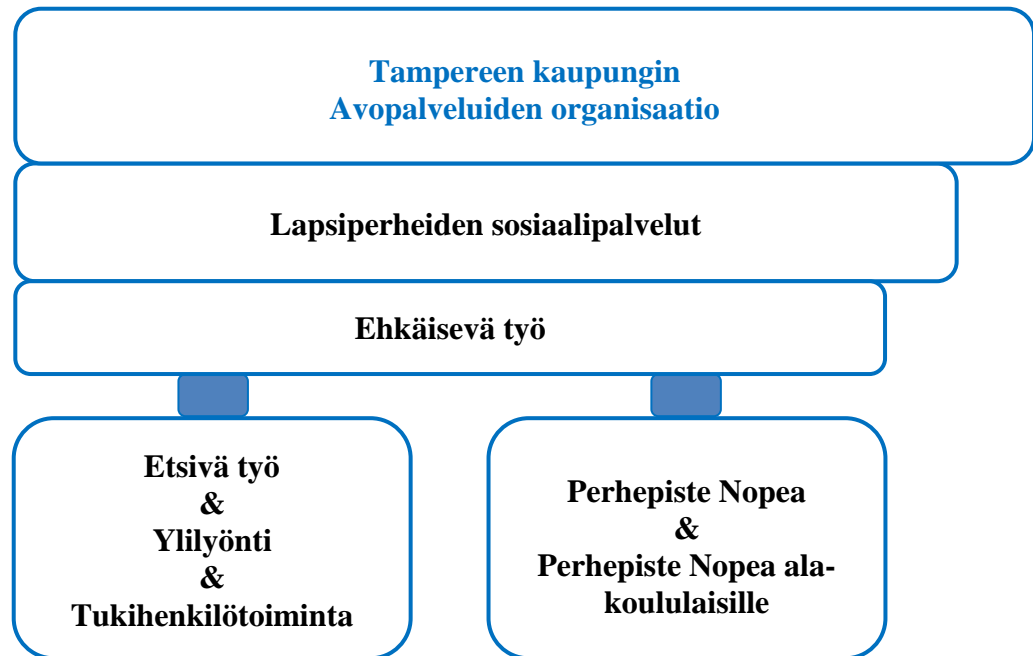 Tampereen kaupungin
Avopalveluiden organisaatio
Lapsiperheiden sosiaalipalvelut
Ehkäisevä työ
Etsivä työ
&
Ylilyönti
&
Tukihenkilötoiminta
Perhepiste Nopea
&
Perhepiste Nopea ala-
koululaisille